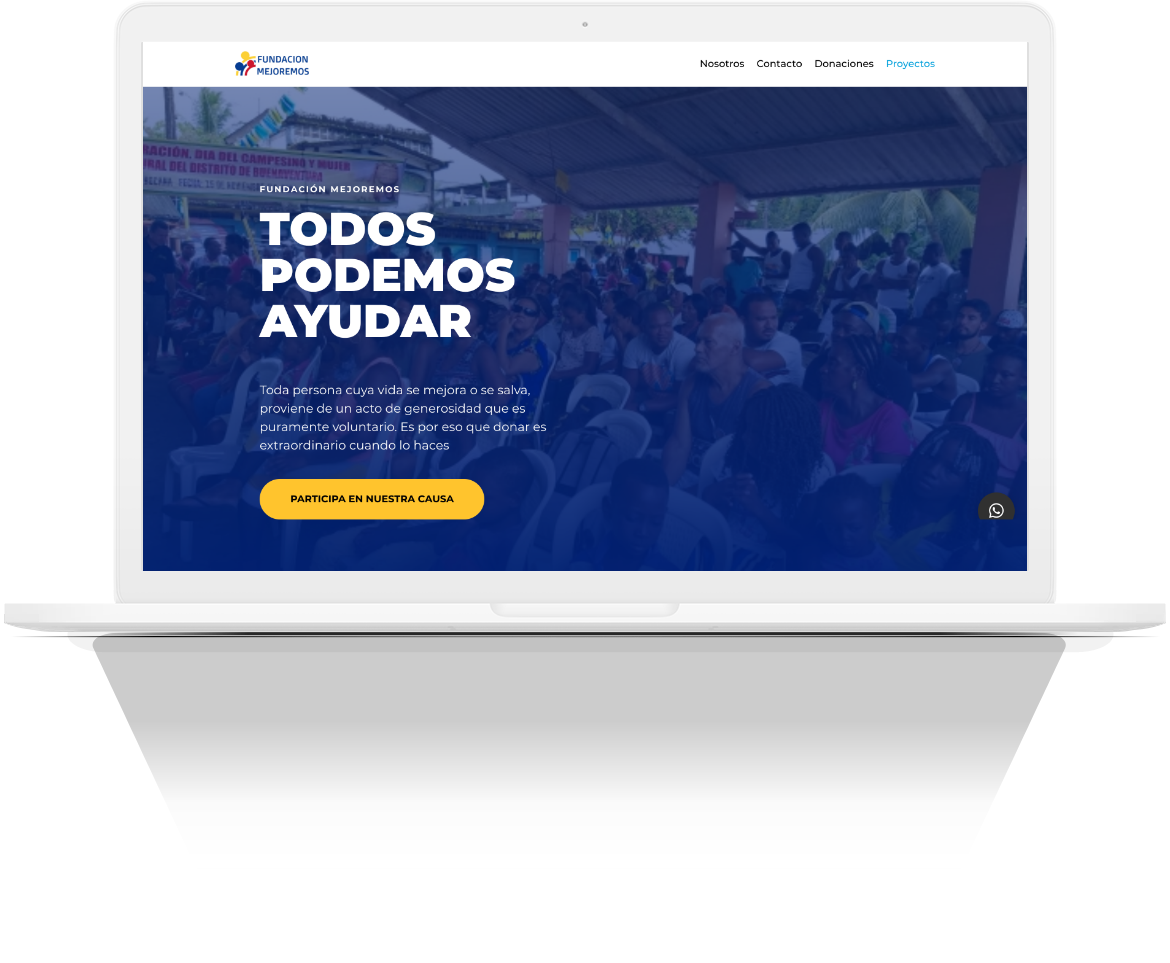 FUNDACION
MEJOREMOS
Nosotros Contacto Donaciones Proyectos
RACIÓN, DIA DEL CAMPESINO Y MUJER
RAL DEL DISTRITO DE BUENAVENTURA
FUNDACIÓN MEJOREMOS
TODOS
PODEMOS
AYUDAR
Toda persona cuya vida se mejora o se salva,
proviene de un acto de generosidad que es
puramente voluntario. Es por eso que donar es
extraordinario cuando lo haces
PARTICIPA EN NUESTRA CAUSA